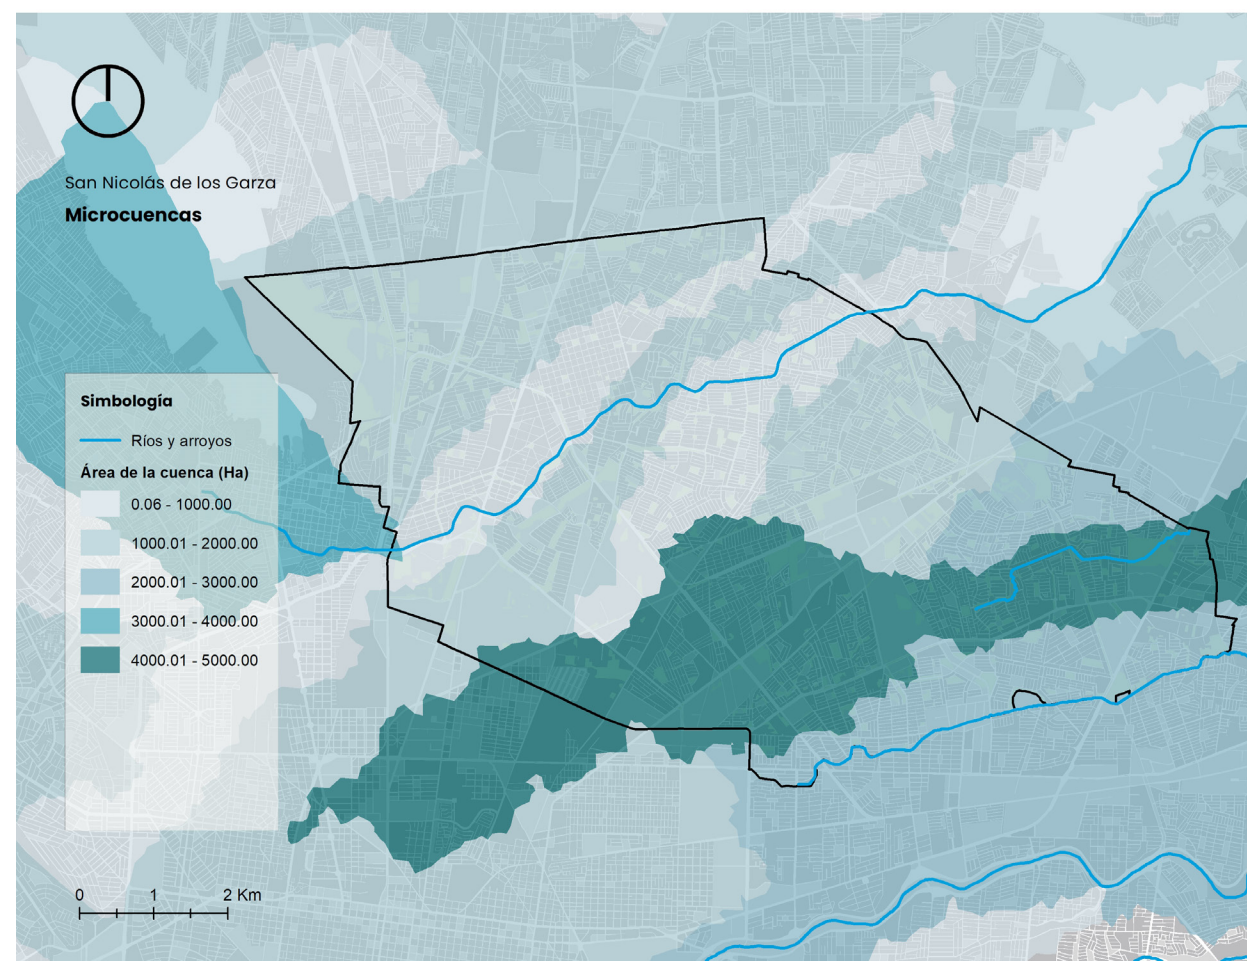 San Nicolás de los Garza
Microcuencas
Simbología
Ríos y arroyos
Área de la cuenca (Ha)
0.06 - 1000.00
1000.01 - 2000.00
2000.01 - 3000.00
3000.01 - 4000.00
4000.01 - 5000.00
0 1 2 Km